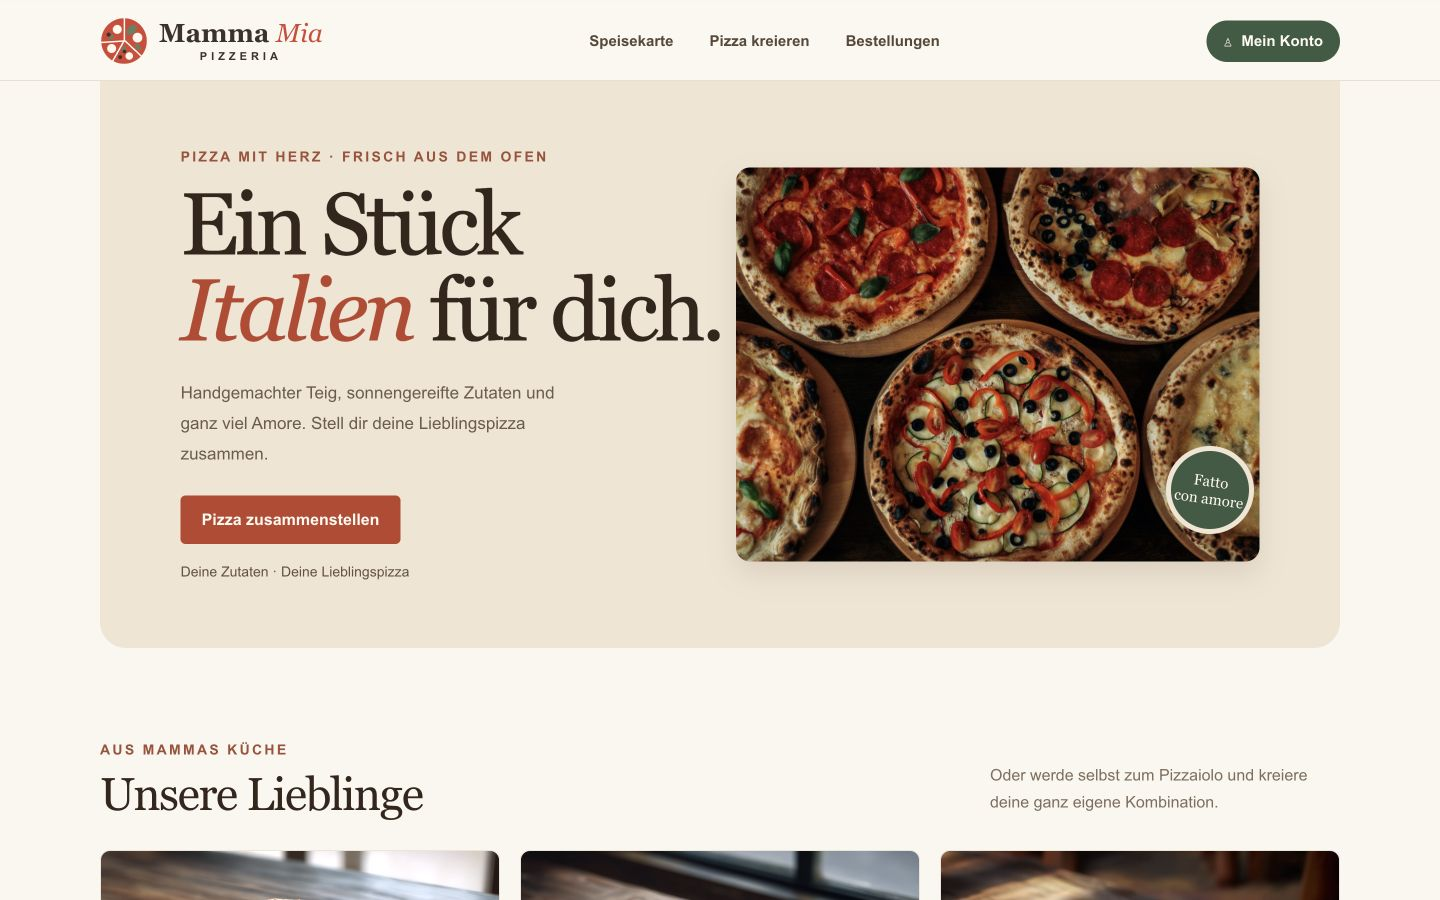 Mamma Mia
PIZZERIA
Speisekarte
Pizza kreieren
Bestellungen
Mein Konto
PIZZA MIT HERZ · FRISCH AUS DEM OFEN
Ein Stück
Italien für dich.
Handgemachter Teig, sonnengereifte Zutaten und
ganz viel Amore. Stell dir deine Lieblingspizza
zusammen.
Pizza zusammenstellen
Deine Zutaten · Deine Lieblingspizza
Fatto
con amore
AUS MAMMAS KÜCHE
Unsere Lieblinge
Oder werde selbst zum Pizzaiolo und kreiere
deine ganz eigene Kombination.